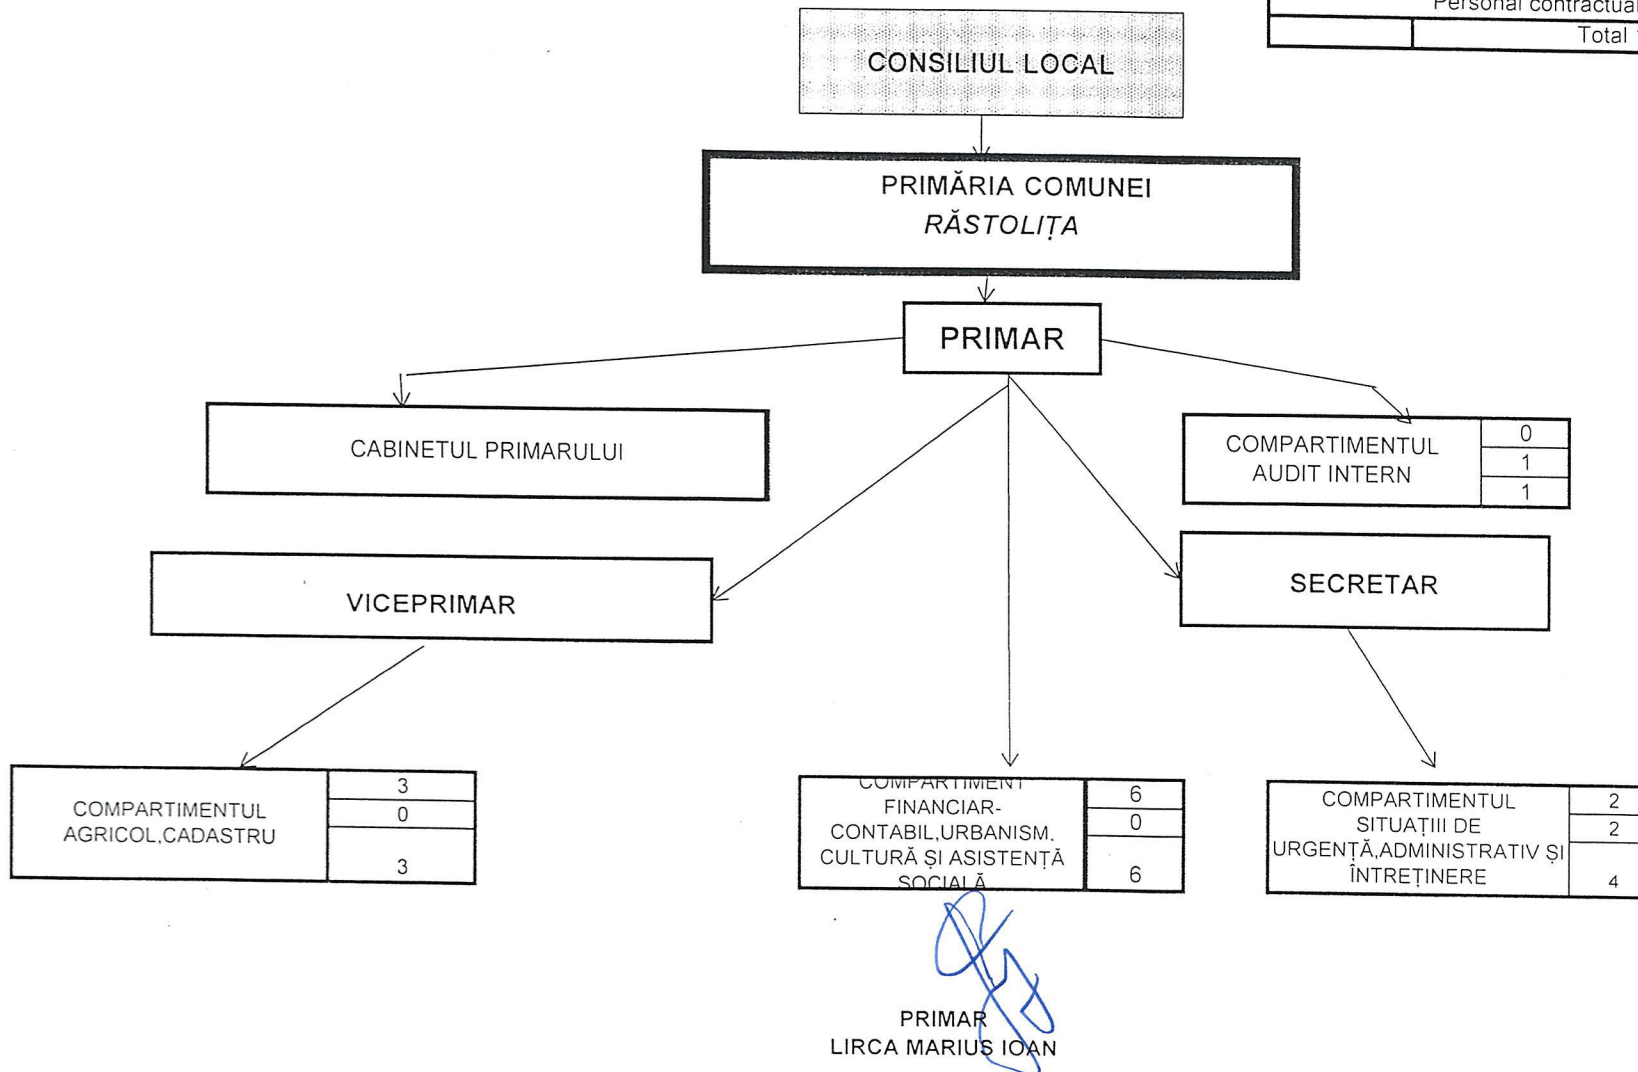 Personal contractual
Total
CONSILIUL LOCAL
PRIMĂRIA COMUNEI
RĂSTOLIȚA
PRIMAR
CABINETUL PRIMARULUI
COMPARTIMENTUL
AUDIT INTERN
0
1
1
VICEPRIMAR
SECRETAR
COMPARTIMENTUL
AGRICOL,CADASTRU
3
0
3
COMPARTIMENT
FINANCIAR-
CONTABIL,URBANISM.
CULTURĂ ȘI ASISTENȚĂ
SOCIALĂ
6
0
6
COMPARTIMENTUL
SITUAȚIII DE
URGENȚĂ,ADMINISTRATIV ȘI
ÎNTREȚINERE
2
2
4
PRIMAR
LIRCA MARIUS IOAN